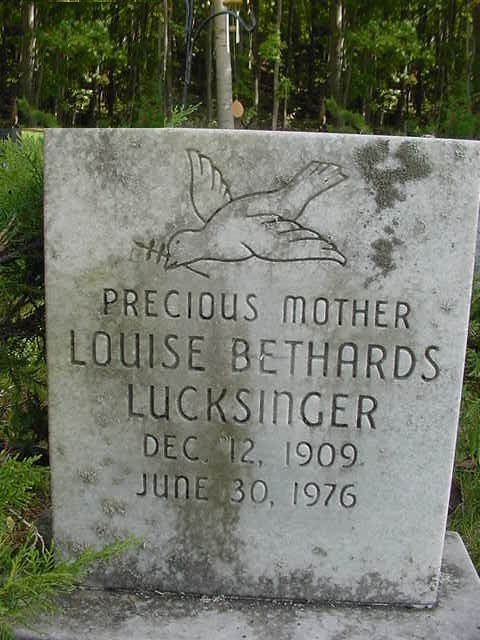 PRECIOUS MOTHER
LOUISE BETHARDS
LUCKSINGER
DEC. 12, 1909
JUNE 30, 1976